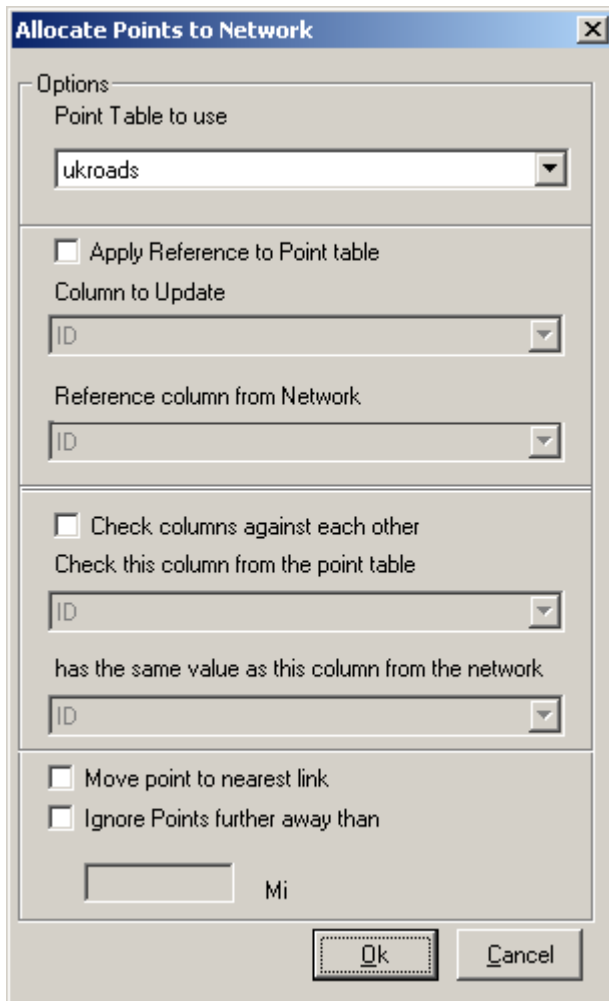 Allocate Points to Network
Options
Point Table to use
ukroads
Apply Reference to Point table
Column to Update
ID
Reference column from Network
ID
Check columns against each other
Check this column from the point table
ID
has the same value as this column from the network
ID
Move point to nearest link
Ignore Points further away than
Mi
Ok
Cancel